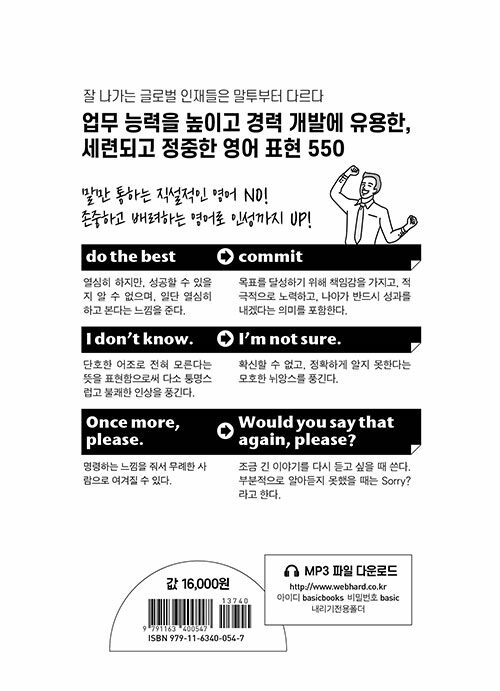 잘 나가는 글로벌 인재들은 말투부터 다르다
업무 능력을 높이고 경력 개발에 유용한,
세련되고 정중한 영어 표현 550
말만 통하는 직설적인 영어 NO!
존중하고 배려하는 영어로 인성까지 UP!
do the best
commit
열심히 하지만, 성공할 수 있을
지 알 수 없으며, 일단 열심히
하고 본다는 느낌을 준다.
목표를 달성하기 위해 책임감을 가지고, 적
극적으로 노력하고, 나아가 반드시 성과를
내겠다는 의미를 포함한다.
I don't know.
I'm not sure.
단호한 어조로 전혀 모른다는
뜻을 표현함으로써 다소 퉁명스
럽고 불쾌한 인상을 풍긴다.
확신할 수 없고, 정확하게 알지 못한다는
모호한 뉘앙스를 풍긴다.
Once more,
please.
Would you say that
again, please?
명령하는 느낌을 줘서 무례한 사
람으로 여겨질 수 있다.
조금 긴 이야기를 다시 듣고 싶을 때 쓴다.
부분적으로 알아듣지 못했을 때는 Sorry?
라고 한다.
값 16,000원
13740
9 791163 400547
ISBN 979-11-6340-054-7
MP3 파일 다운로드
http://www.webhard.co.kr
아이디 basicbooks 비밀번호 basic
내리기전용폴더